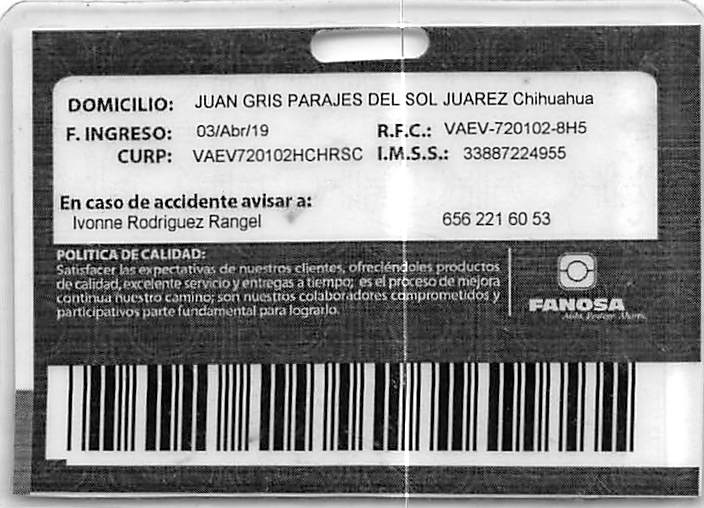 DOMICILIO: JUAN GRIS PARAJES DEL SOL JUAREZ Chihuahua
F. INGRESO: 03/Abr/19 R.F.C.: VAEV-720102-8H5
CURP: VAEV720102HCHRSC I.M.S.S.: 33887224955
En caso de accidente avisar a:
Ivonne Rodriguez Rangel 656 221 60 53
POLITICA DE CALIDAD:
Satisfacer las expectativas de nuestros clientes, ofreciéndoles productos
de calidad, excelente servicio y entregas a tiempo; es el proceso de mejora
continua nuestro camino; son nuestros colaboradores comprometidos y
participativos parte fundamental para lograrlo.
FANOSA
Aísla, Protege, Ahorra.